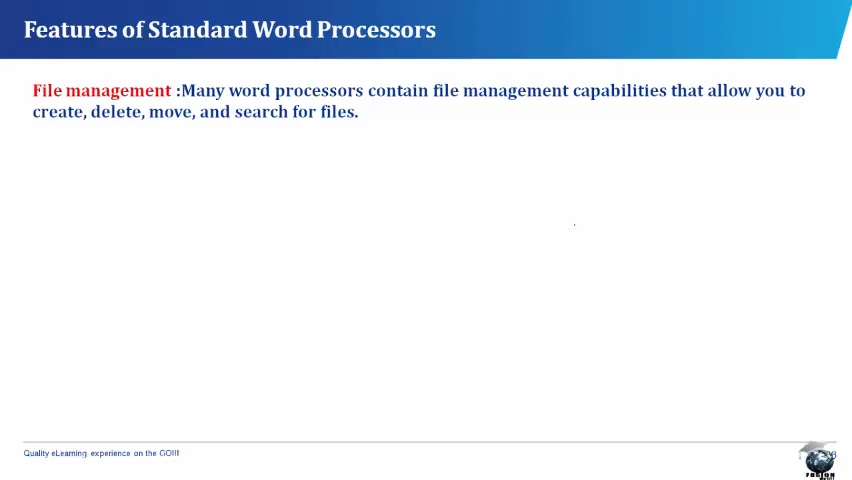 Features of Standard Word Processors
File management :Many word processors contain file management capabilities that allow you to
create, delete, move, and search for files.
Quality eLearning experience on the GO!!!
FUSION